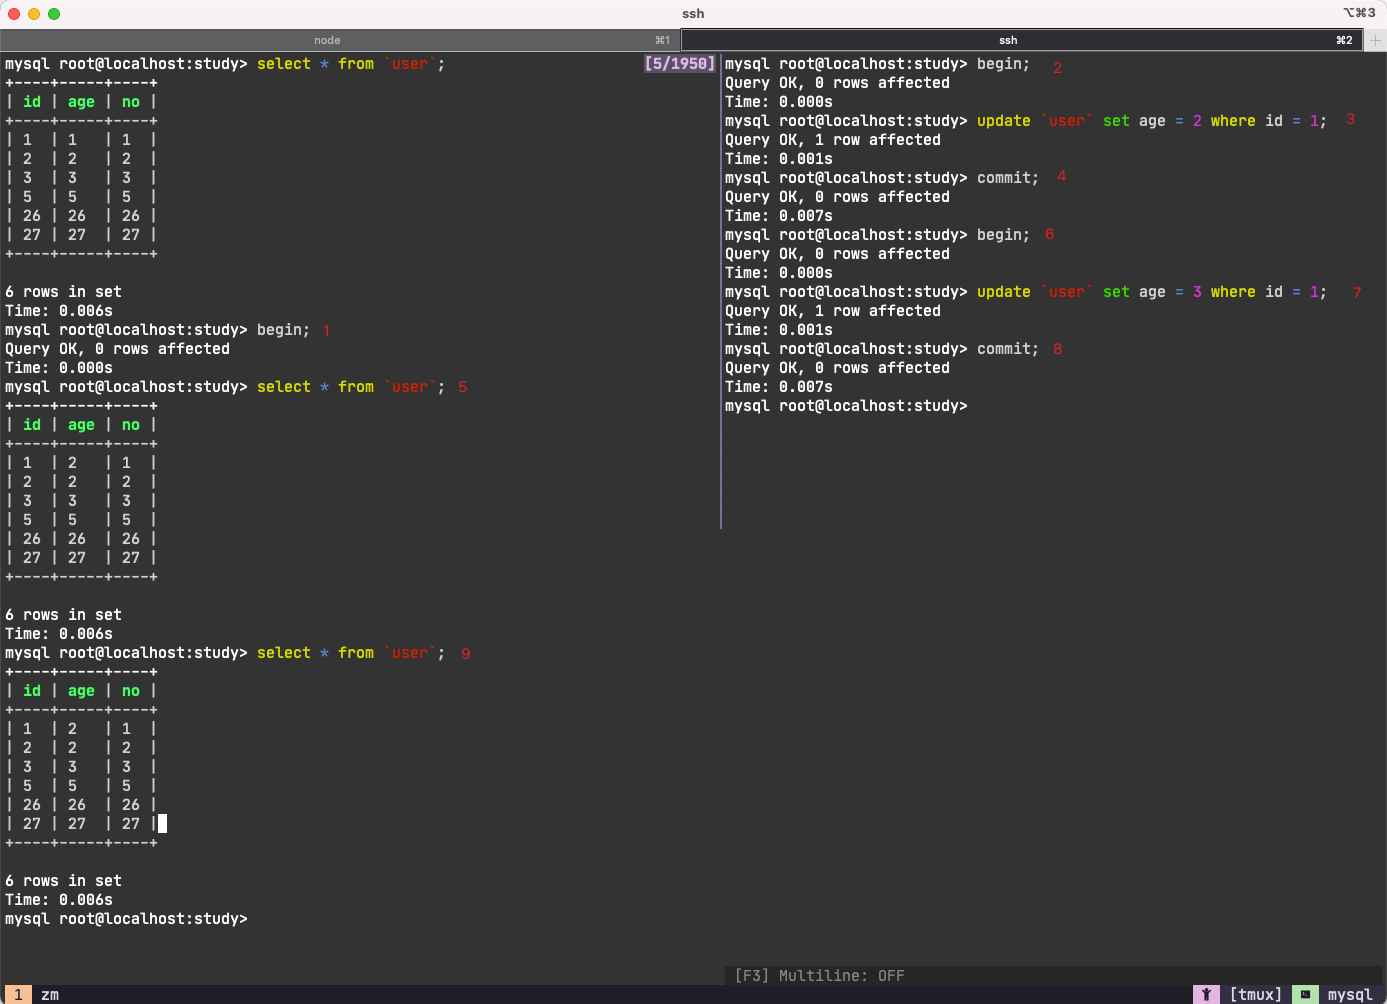 ssh
⌥⌘3
node ⌘1
ssh ⌘2
+
mysql root@localhost:study> select * from `user`; [5/1950]
+----+-----+----+
| id | age | no |
+----+-----+----+
| 1  | 1   | 1  |
| 2  | 2   | 2  |
| 3  | 3   | 3  |
| 5  | 5   | 5  |
| 26 | 26  | 26 |
| 27 | 27  | 27 |
+----+-----+----+
6 rows in set
Time: 0.006s
mysql root@localhost:study> begin; 1
Query OK, 0 rows affected
Time: 0.000s
mysql root@localhost:study> select * from `user`; 5
+----+-----+----+
| id | age | no |
+----+-----+----+
| 1  | 2   | 1  |
| 2  | 2   | 2  |
| 3  | 3   | 3  |
| 5  | 5   | 5  |
| 26 | 26  | 26 |
| 27 | 27  | 27 |
+----+-----+----+
6 rows in set
Time: 0.006s
mysql root@localhost:study> select * from `user`; 9
+----+-----+----+
| id | age | no |
+----+-----+----+
| 1  | 2   | 1  |
| 2  | 2   | 2  |
| 3  | 3   | 3  |
| 5  | 5   | 5  |
| 26 | 26  | 26 |
| 27 | 27  | 27 |
+----+-----+----+
6 rows in set
Time: 0.006s
mysql root@localhost:study>
mysql root@localhost:study> begin; 2
Query OK, 0 rows affected
Time: 0.000s
mysql root@localhost:study> update `user` set age = 2 where id = 1; 3
Query OK, 1 row affected
Time: 0.001s
mysql root@localhost:study> commit; 4
Query OK, 0 rows affected
Time: 0.007s
mysql root@localhost:study> begin; 6
Query OK, 0 rows affected
Time: 0.000s
mysql root@localhost:study> update `user` set age = 3 where id = 1; 7
Query OK, 1 row affected
Time: 0.001s
mysql root@localhost:study> commit; 8
Query OK, 0 rows affected
Time: 0.007s
mysql root@localhost:study>
[F3] Multiline: OFF
1 zm
[tmux] mysql